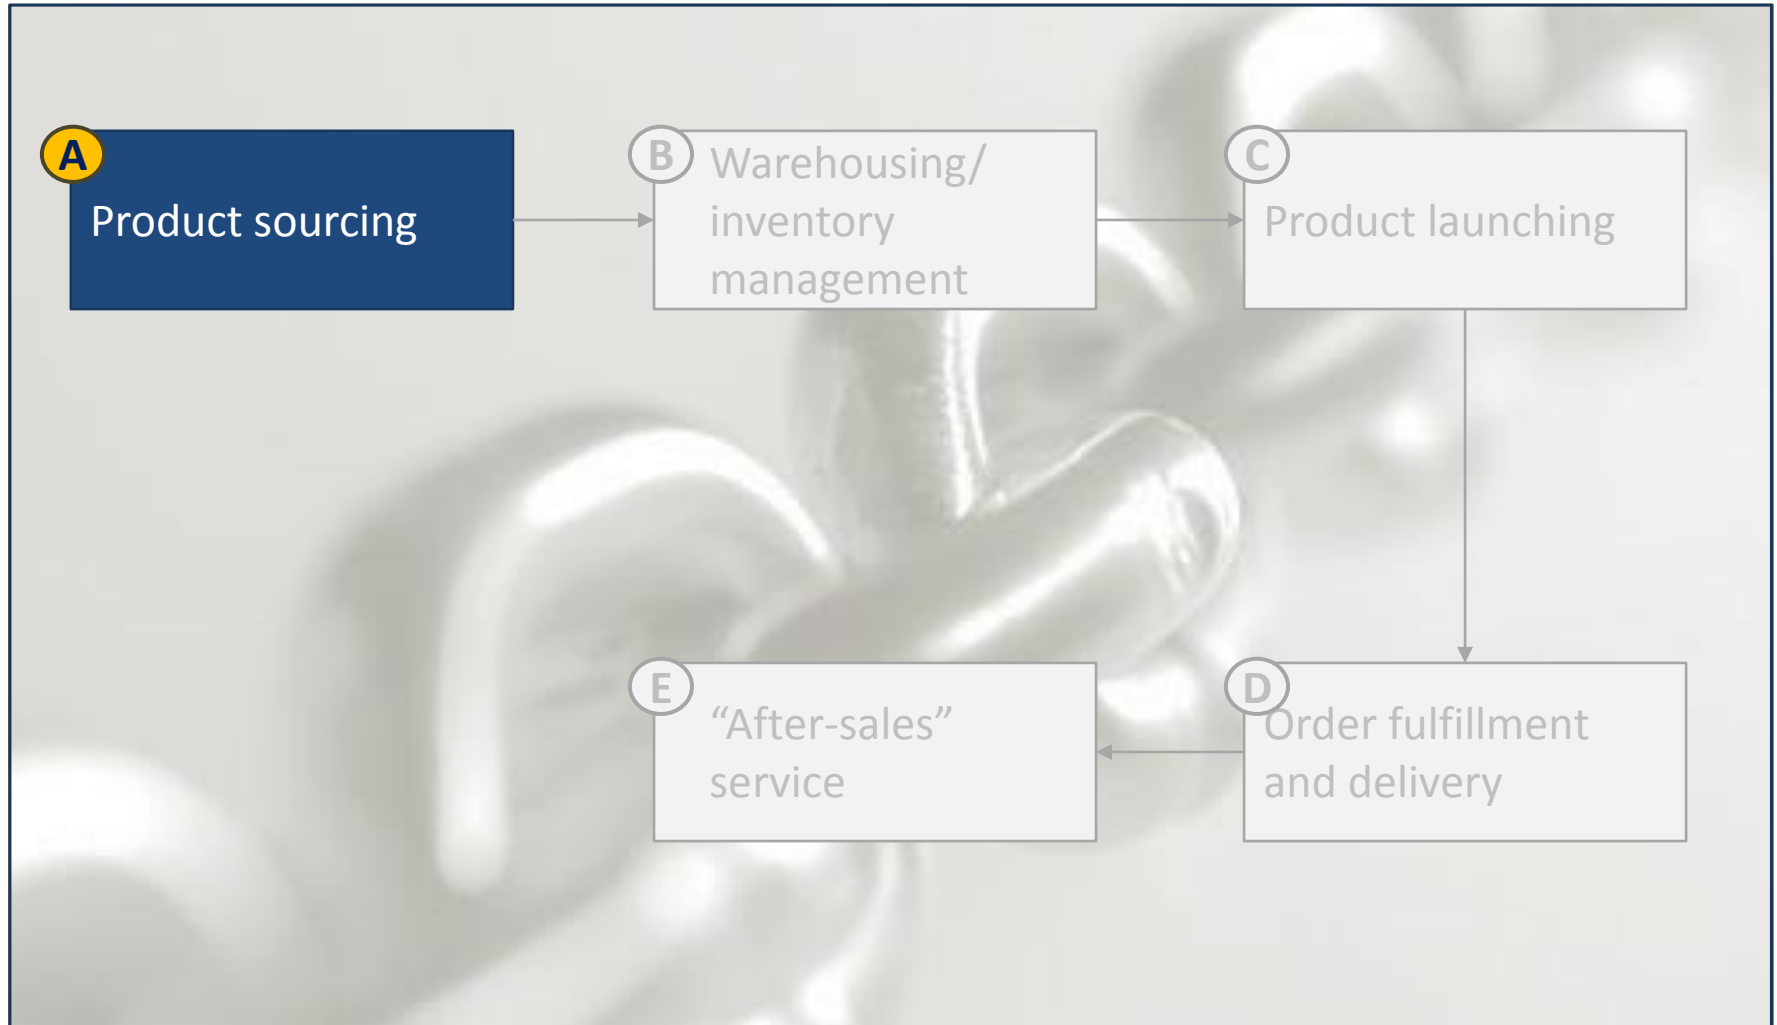 A
Product sourcing
B
Warehousing/
inventory
management
C
Product launching
D
Order fulfillment
and delivery
E
“After-sales”
service